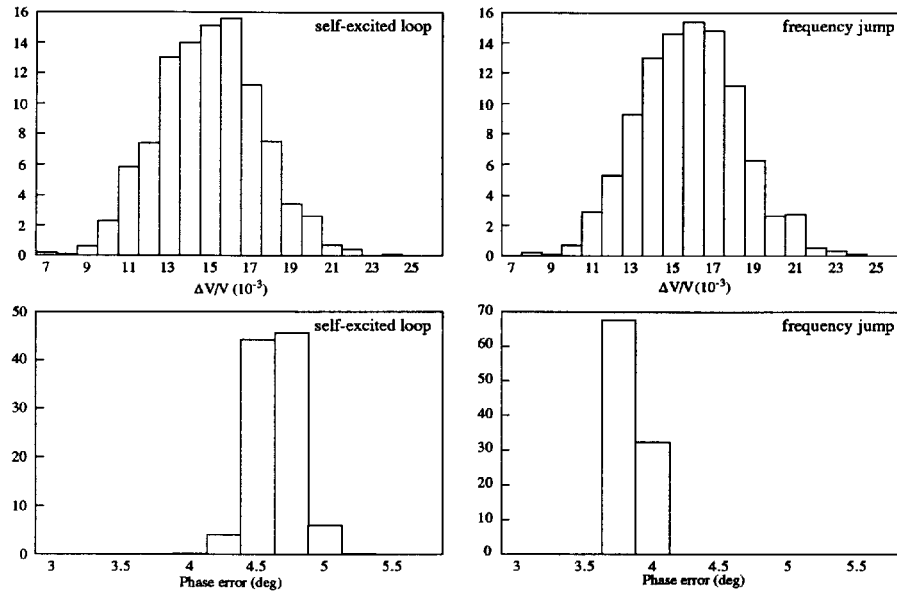 self-excited loop
16
14
12
10
8
6
4
2
0
7 9 11 13 15 17 19 21 23 25
ΔV/V (10⁻³)
frequency jump
16
14
12
10
8
6
4
2
0
7 9 11 13 15 17 19 21 23 25
ΔV/V (10⁻³)
self-excited loop
50
40
30
20
10
0
3 3.5 4 4.5 5 5.5
Phase error (deg)
frequency jump
70
60
50
40
30
20
10
0
3 3.5 4 4.5 5 5.5
Phase error (deg)